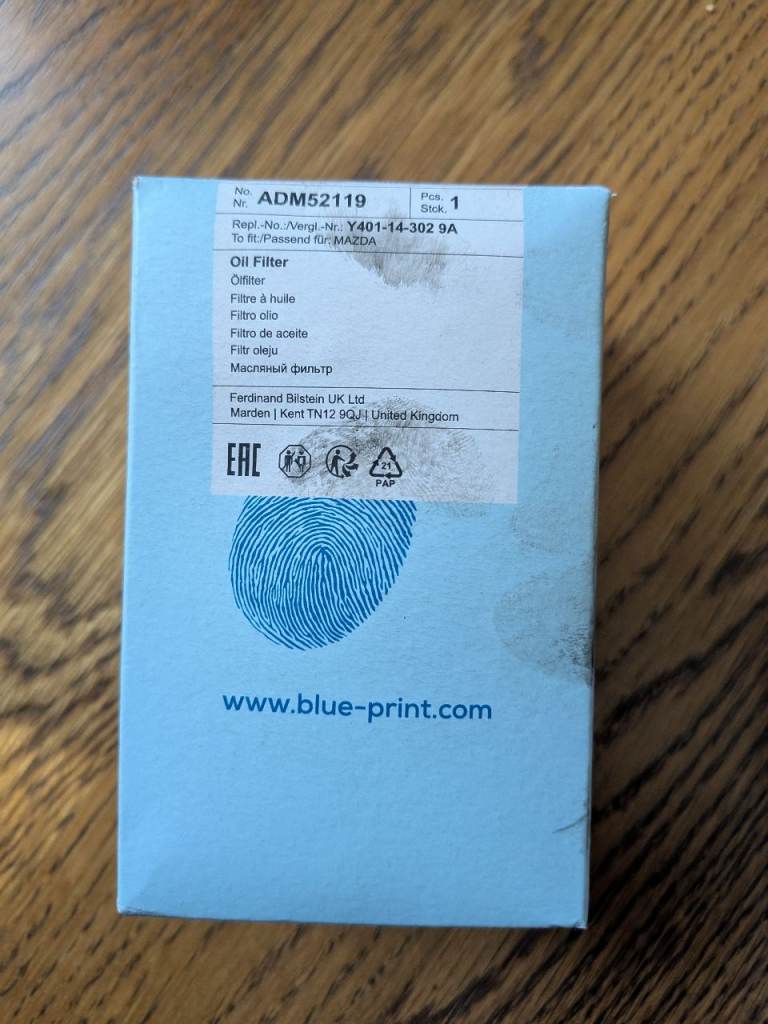 No.
Nr. ADM52119
Pcs.
Stck. 1
Repl.-No.:/Vergl.-Nr.: Y401-14-302 9A
To fit:/Passend für: MAZDA
Oil Filter
Ölfilter
Filtre à huile
Filtro olio
Filtro de aceite
Filtr oleju
Масляный фильтр
Ferdinand Bilstein UK Ltd
Marden | Kent TN12 9QJ | United Kingdom
EAC
21
PAP
www.blue-print.com